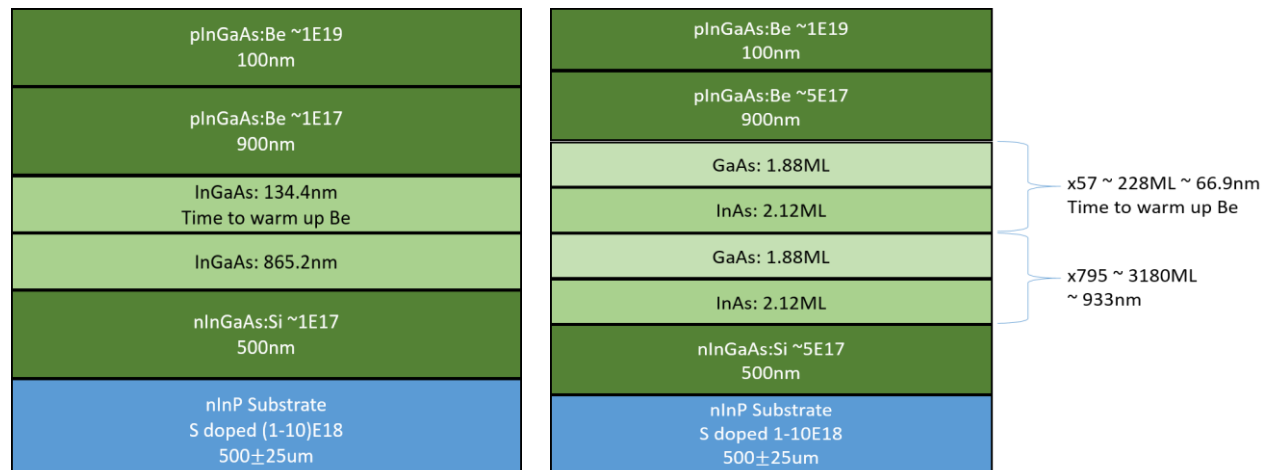 pInGaAs:Be ~1E19
100nm
pInGaAs:Be ~1E17
900nm
InGaAs: 134.4nm
Time to warm up Be
InGaAs: 865.2nm
nInGaAs:Si ~1E17
500nm
nInP Substrate
S doped (1-10)E18
500±25um
pInGaAs:Be ~1E19
100nm
pInGaAs:Be ~5E17
900nm
GaAs: 1.88ML
InAs: 2.12ML
GaAs: 1.88ML
InAs: 2.12ML
nInGaAs:Si ~5E17
500nm
nInP Substrate
S doped 1-10E18
500±25um
x57 ~ 228ML ~ 66.9nm
Time to warm up Be
x795 ~ 3180ML
~ 933nm